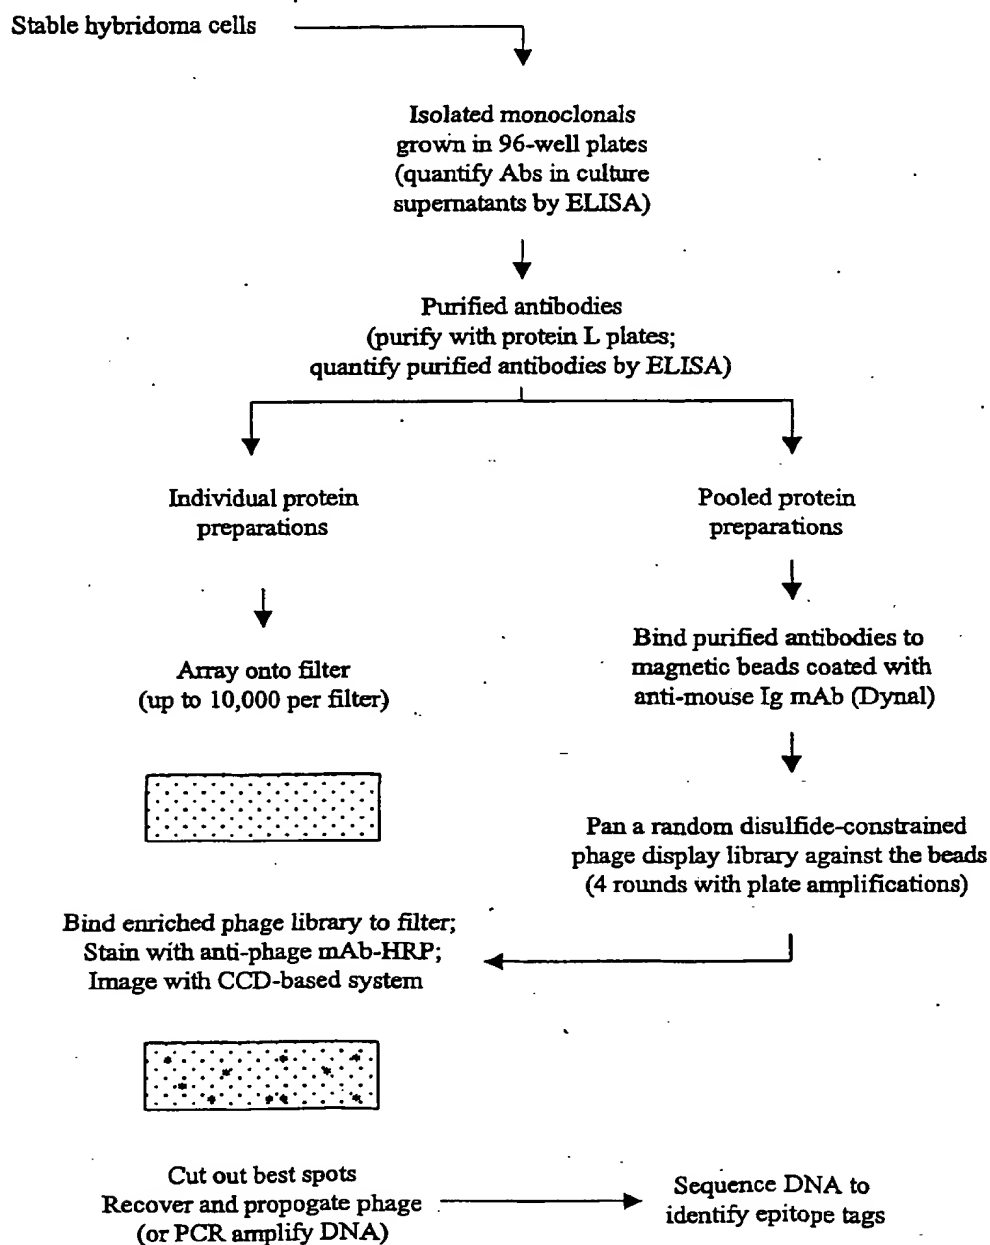 Stable hybridoma cells
Isolated monoclonals
grown in 96-well plates
(quantify Abs in culture
supernatants by ELISA)
Purified antibodies
(purify with protein L plates;
quantify purified antibodies by ELISA)
Individual protein
preparations
Array onto filter
(up to 10,000 per filter)
Pooled protein
preparations
Bind purified antibodies to
magnetic beads coated with
anti-mouse Ig mAb (Dynal)
Pan a random disulfide-constrained
phage display library against the beads
(4 rounds with plate amplifications)
Bind enriched phage library to filter;
Stain with anti-phage mAb-HRP;
Image with CCD-based system
Cut out best spots
Recover and propogate phage
(or PCR amplify DNA)
Sequence DNA to
identify epitope tags